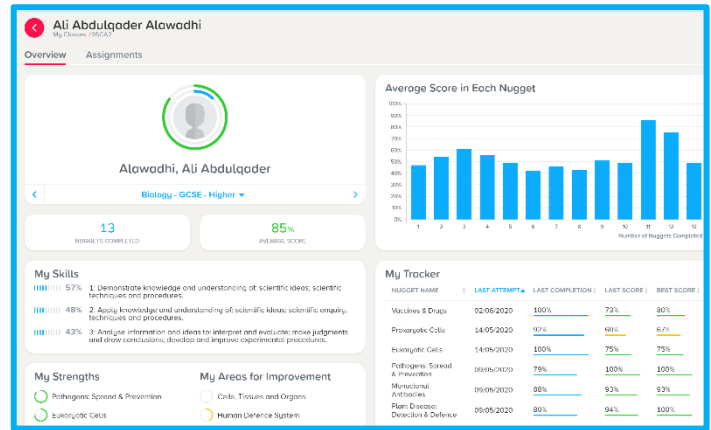 Ali Abdulqader Alawadhi
My Classes /9SCA2
Overview Assignments
Alawadhi, Ali Abdulqader
Biology - GCSE - Higher
13
NUGGETS COMPLETED
85%
AVERAGE SCORE
Average Score in Each Nugget
100%
90%
80%
70%
60%
50%
40%
30%
20%
10%
0%
1 2 3 4 5 6 7 8 9 10 11 12 13
Number of Nuggets Completed
My Skills
57% 1: Demonstrate knowledge and understanding of: scientific ideas; scientific
techniques and procedures.
48% 2: Apply knowledge and understanding of: scientific ideas; scientific enquiry,
techniques and procedures.
43% 3: Analyse information and ideas to: interpret and evaluate; make judgments
and draw conclusions; develop and improve experimental procedures.
My Strengths
Pathogens: Spread & Prevention
Eukaryotic Cells
My Areas for Improvement
Cells, Tissues and Organs
Human Defence System
My Tracker
NUGGET NAME LAST ATTEMPT LAST COMPLETION LAST SCORE BEST SCORE
Vaccines & Drugs 02/06/2020 100% 73% 80%
Prokaryotic Cells 14/05/2020 92% 60% 67%
Eukaryotic Cells 14/05/2020 100% 75% 75%
Pathogens: Spread
& Prevention 09/05/2020 79% 100% 100%
Monoclonal
Antibodies 09/05/2020 88% 93% 93%
Plant Disease:
Detection & Defence 09/05/2020 80% 94% 100%